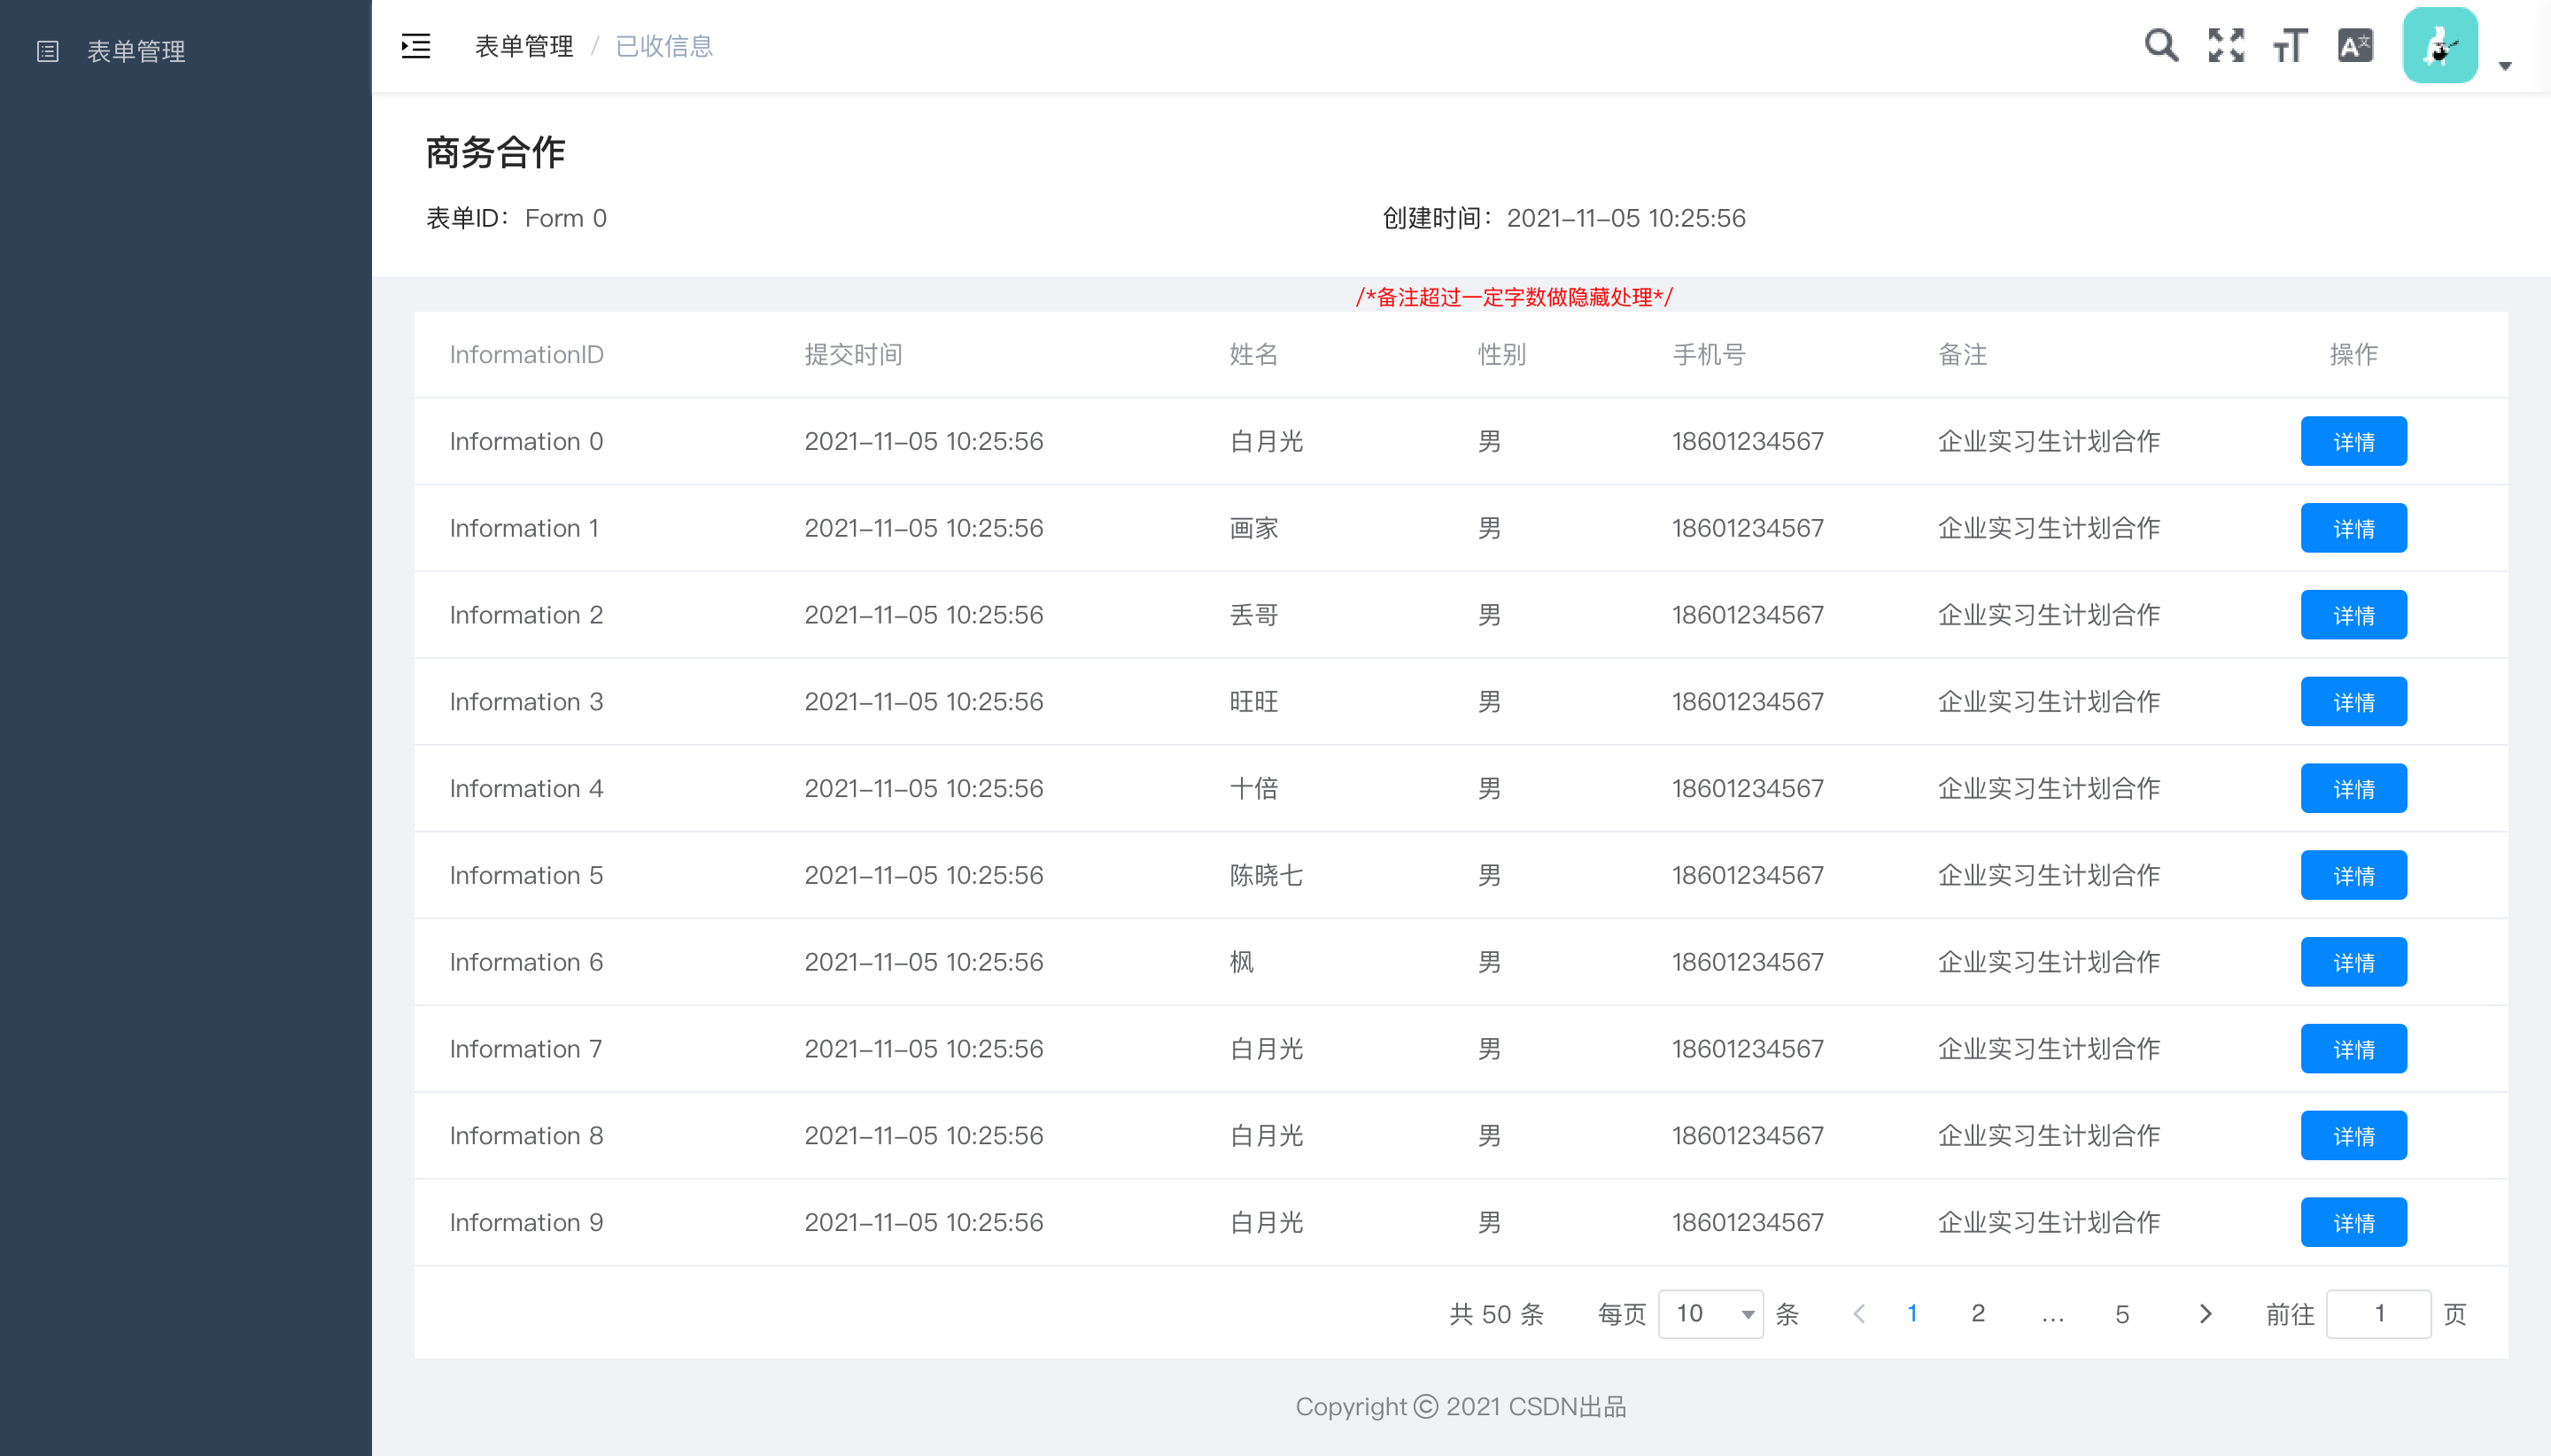 表单管理
表单管理 / 已收信息
商务合作
表单ID： Form 0 创建时间： 2021-11-05 10:25:56
/*备注超过一定字数做隐藏处理*/
InformationID 提交时间 姓名 性别 手机号 备注 操作
Information 0 2021-11-05 10:25:56 白月光 男 18601234567 企业实习生计划合作 详情
Information 1 2021-11-05 10:25:56 画家 男 18601234567 企业实习生计划合作 详情
Information 2 2021-11-05 10:25:56 丢哥 男 18601234567 企业实习生计划合作 详情
Information 3 2021-11-05 10:25:56 旺旺 男 18601234567 企业实习生计划合作 详情
Information 4 2021-11-05 10:25:56 十倍 男 18601234567 企业实习生计划合作 详情
Information 5 2021-11-05 10:25:56 陈晓七 男 18601234567 企业实习生计划合作 详情
Information 6 2021-11-05 10:25:56 枫 男 18601234567 企业实习生计划合作 详情
Information 7 2021-11-05 10:25:56 白月光 男 18601234567 企业实习生计划合作 详情
Information 8 2021-11-05 10:25:56 白月光 男 18601234567 企业实习生计划合作 详情
Information 9 2021-11-05 10:25:56 白月光 男 18601234567 企业实习生计划合作 详情
共 50 条 每页 10 条 1 2 ... 5 前往 1 页
Copyright © 2021 CSDN出品